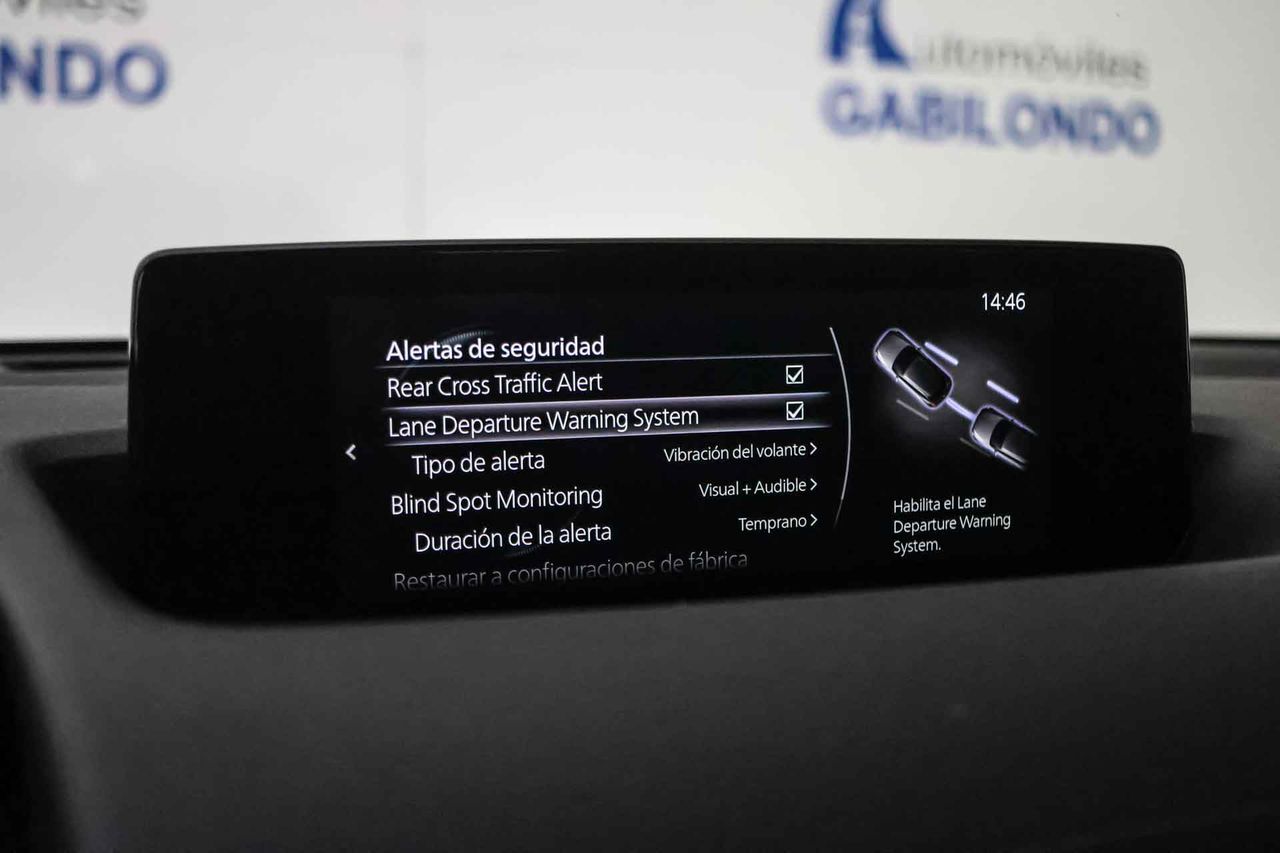 NDO
Automóviles
GABILONDO
14:46
Alertas de seguridad
Rear Cross Traffic Alert
Lane Departure Warning System
Tipo de alerta Vibración del volante >
Blind Spot Monitoring Visual + Audible >
Duración de la alerta Temprano >
Restaurar a configuraciones de fábrica
Habilita el Lane
Departure Warning
System.